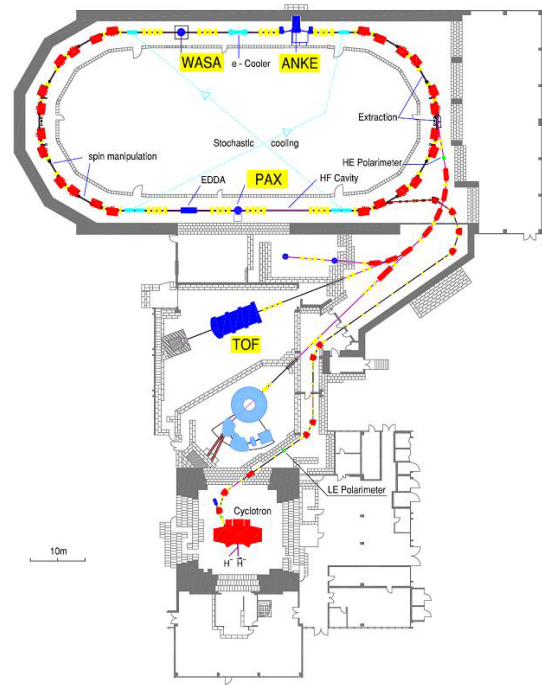 WASA
e - Cooler
ANKE
Extraction
Stochastic cooling
HE Polarimeter
spin manipulation
EDDA
PAX
HF Cavity
TOF
LE Polarimeter
Cyclotron
10m
H⁻ H⁻